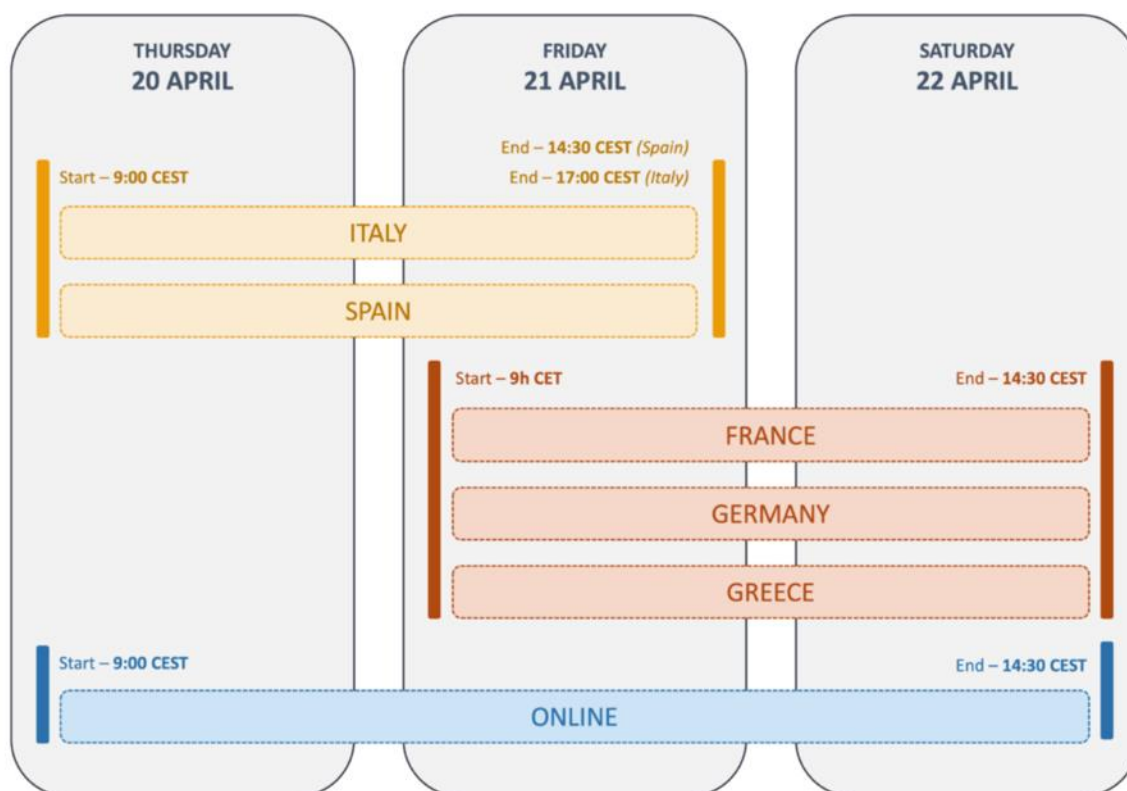 THURSDAY
20 APRIL
FRIDAY
21 APRIL
SATURDAY
22 APRIL
End – 14:30 CEST (Spain)
Start – 9:00 CEST
End – 17:00 CEST (Italy)
ITALY
SPAIN
Start – 9h CET
End – 14:30 CEST
FRANCE
GERMANY
GREECE
Start – 9:00 CEST
End – 14:30 CEST
ONLINE